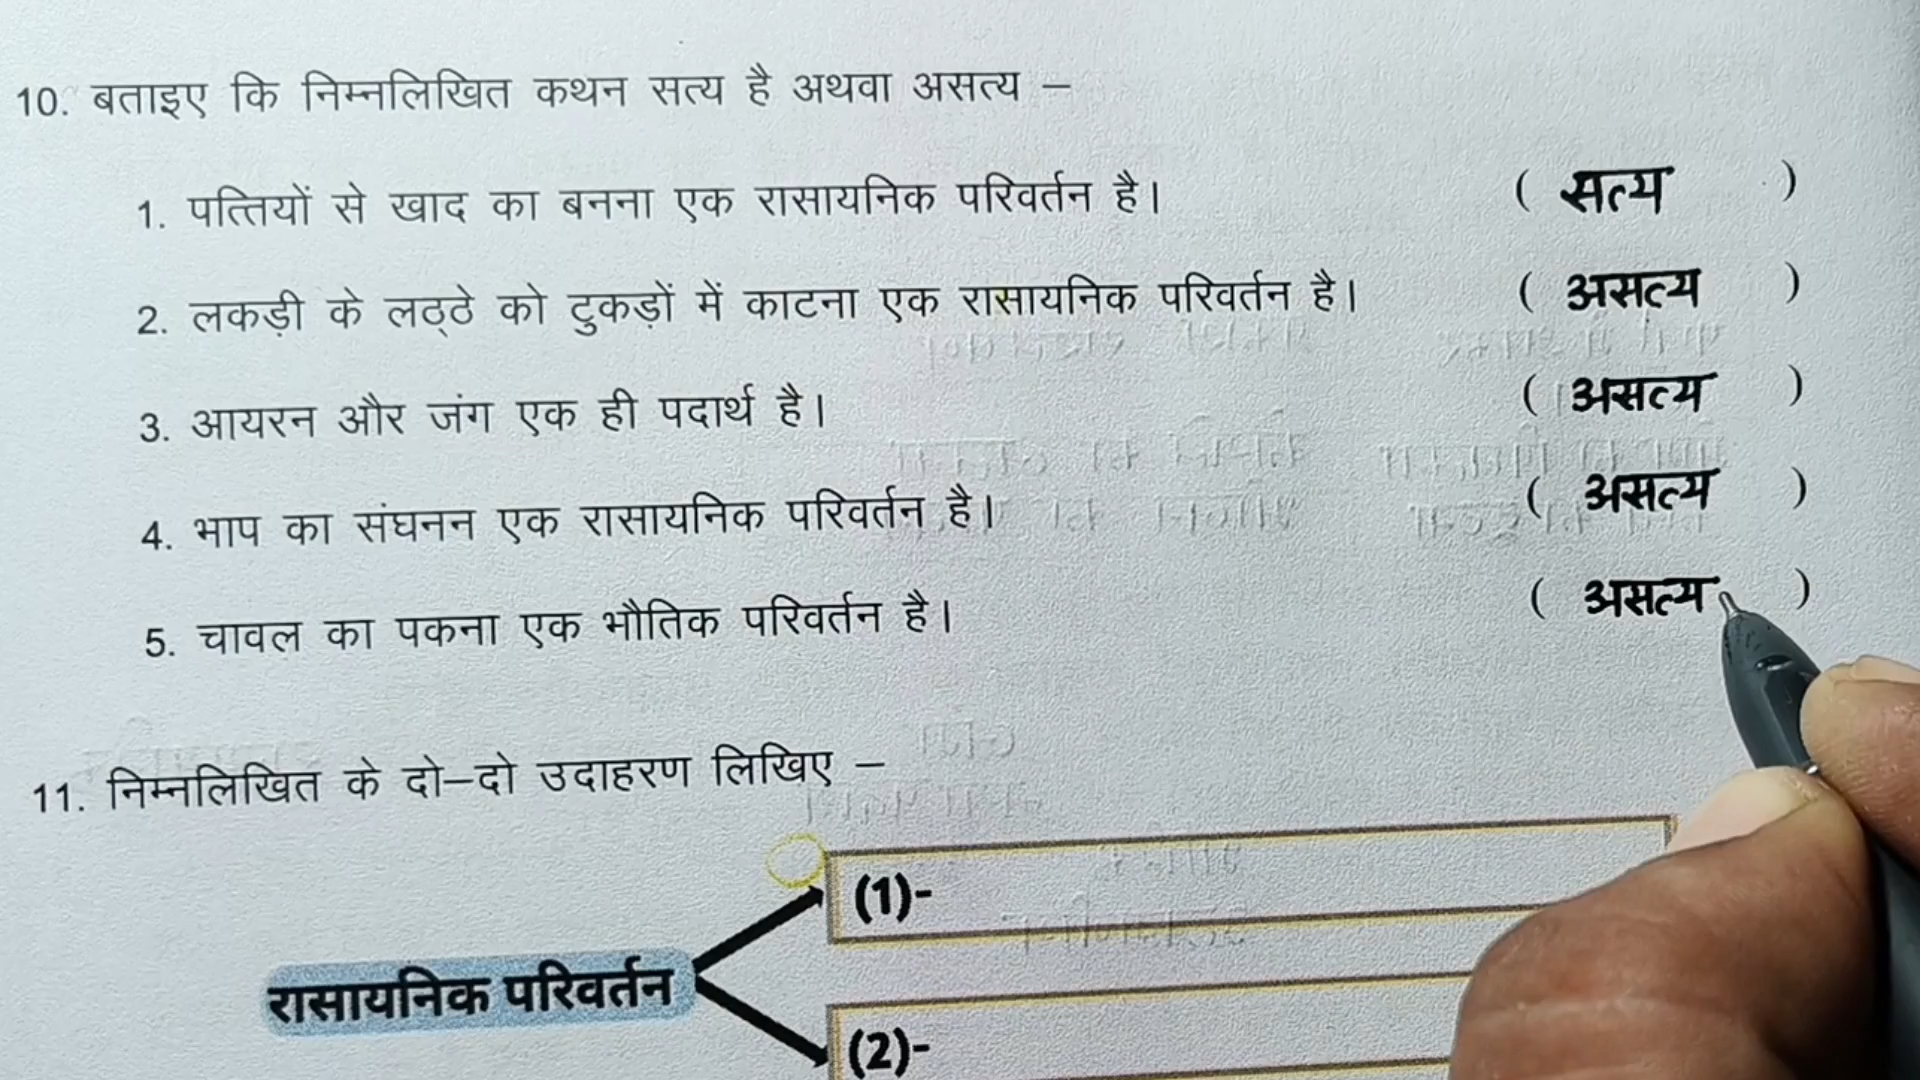 10. बताइए कि निम्नलिखित कथन सत्य है अथवा असत्य –
1. पत्तियों से खाद का बनना एक रासायनिक परिवर्तन है। ( सत्य )
2. लकड़ी के लठ्ठे को टुकड़ों में काटना एक रासायनिक परिवर्तन है। ( असत्य )
3. आयरन और जंग एक ही पदार्थ है। ( असत्य )
4. भाप का संघनन एक रासायनिक परिवर्तन है। ( असत्य )
5. चावल का पकना एक भौतिक परिवर्तन है। ( असत्य )
11. निम्नलिखित के दो–दो उदाहरण लिखिए –
(1)-
रासायनिक परिवर्तन
(2)-